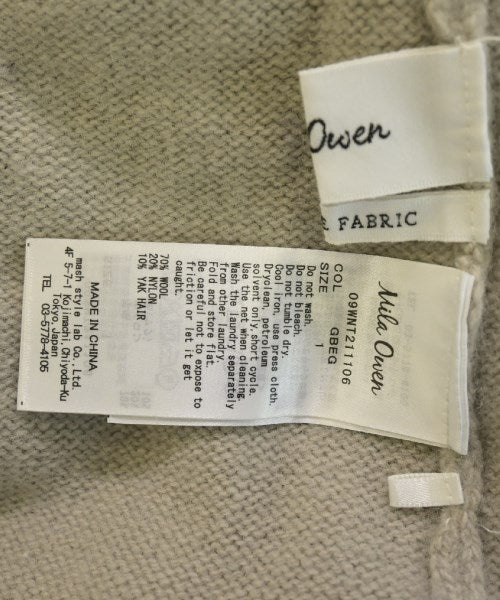 Owen
R FABRIC
Mila Owen
09WNT211106
COL GBEG
SIZE 1
Do not wash.
Do not bleach.
Do not tumble dry.
Cool iron, use press cloth.
Dryclean, petroleum
solvent only,short cycle.
Use the net when cleaning.
Wash the laundry separately
from other laundry.
Fold and store flat.
Be careful not to expose to
friction or let it get
caught.
70% WOOL
20% NYLON
10% YAK HAIR
MADE IN CHINA
mash style lab Co.,Ltd.
4F 5-7-1 Kojimachi,Chiyoda-Ku
Tokyo,Japan
TEL 03-5778-4105